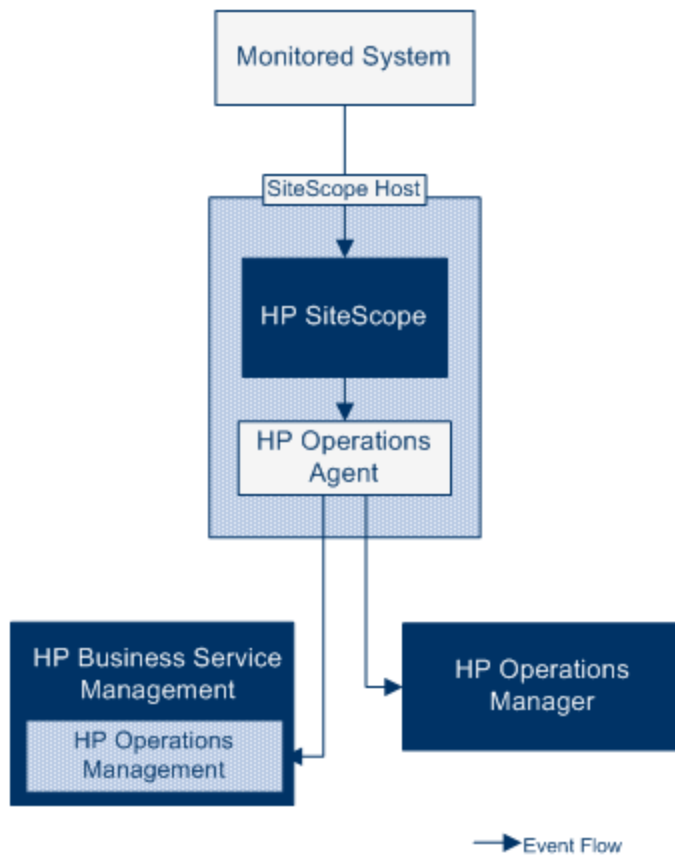 Monitored System
SiteScope Host
HP SiteScope
HP Operations
Agent
HP Business Service
Management
HP Operations
Management
HP Operations
Manager
Event Flow